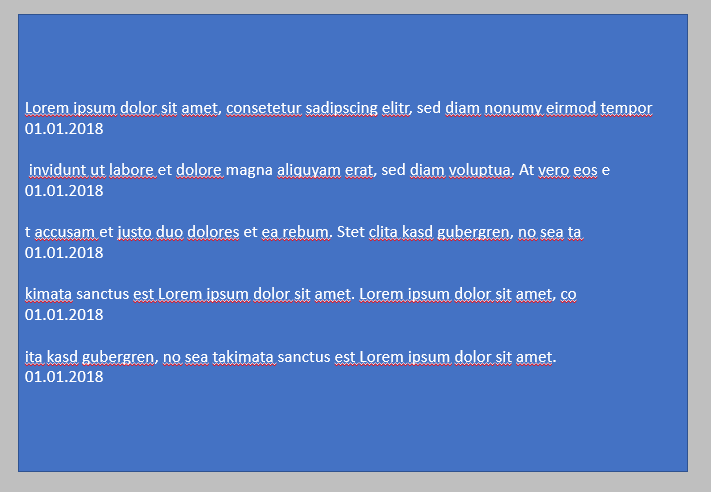 Lorem ipsum dolor sit amet, consetetur sadipscing elitr, sed diam nonumy eirmod tempor
01.01.2018
invidunt ut labore et dolore magna aliquyam erat, sed diam voluptua. At vero eos e
01.01.2018
t accusam et justo duo dolores et ea rebum. Stet clita kasd gubergren, no sea ta
01.01.2018
kimata sanctus est Lorem ipsum dolor sit amet. Lorem ipsum dolor sit amet, co
01.01.2018
ita kasd gubergren, no sea takimata sanctus est Lorem ipsum dolor sit amet.
01.01.2018